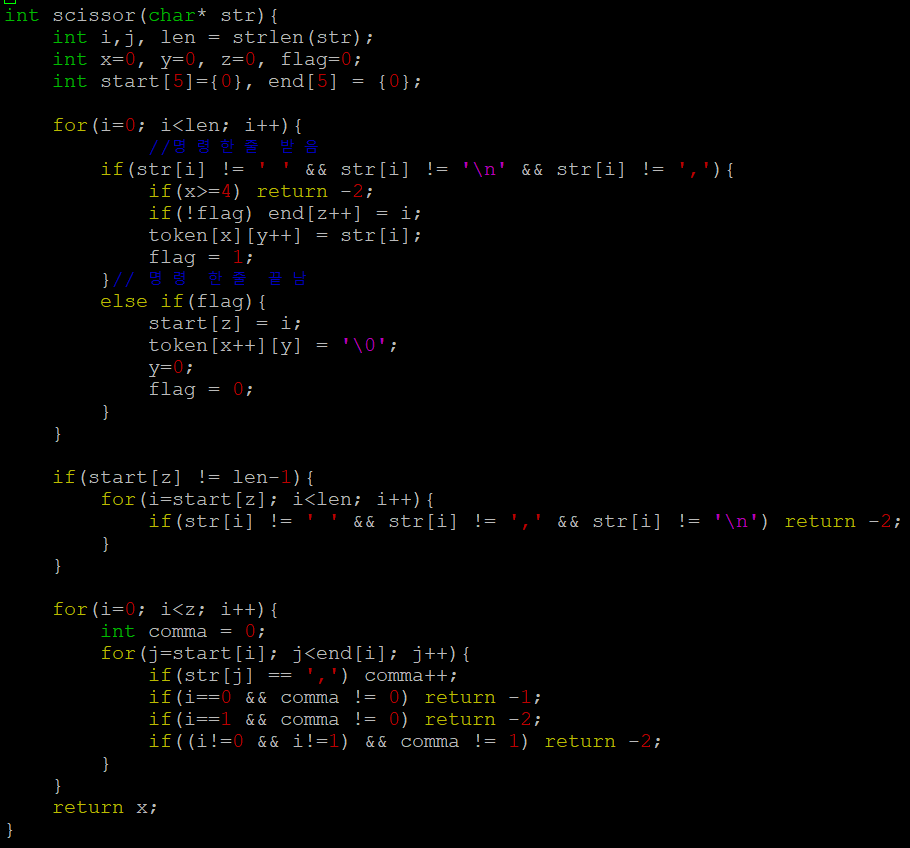 int scissor(char* str){
    int i,j, len = strlen(str);
    int x=0, y=0, z=0, flag=0;
    int start[5]={0}, end[5] = {0};

    for(i=0; i<len; i++){
            //명령한줄 받음
        if(str[i] != ' ' && str[i] != '\n' && str[i] != ','){
            if(x>=4) return -2;
            if(!flag) end[z++] = i;
            token[x][y++] = str[i];
            flag = 1;
        }// 명령 한줄 끝남
        else if(flag){
            start[z] = i;
            token[x++][y] = '\0';
            y=0;
            flag = 0;
        }
    }

    if(start[z] != len-1){
        for(i=start[z]; i<len; i++){
            if(str[i] != ' ' && str[i] != ',' && str[i] != '\n') return -2;
        }
    }

    for(i=0; i<z; i++){
        int comma = 0;
        for(j=start[i]; j<end[i]; j++){
            if(str[j] == ',') comma++;
            if(i==0 && comma != 0) return -1;
            if(i==1 && comma != 0) return -2;
            if((i!=0 && i!=1) && comma != 1) return -2;
        }
    }
    return x;
}